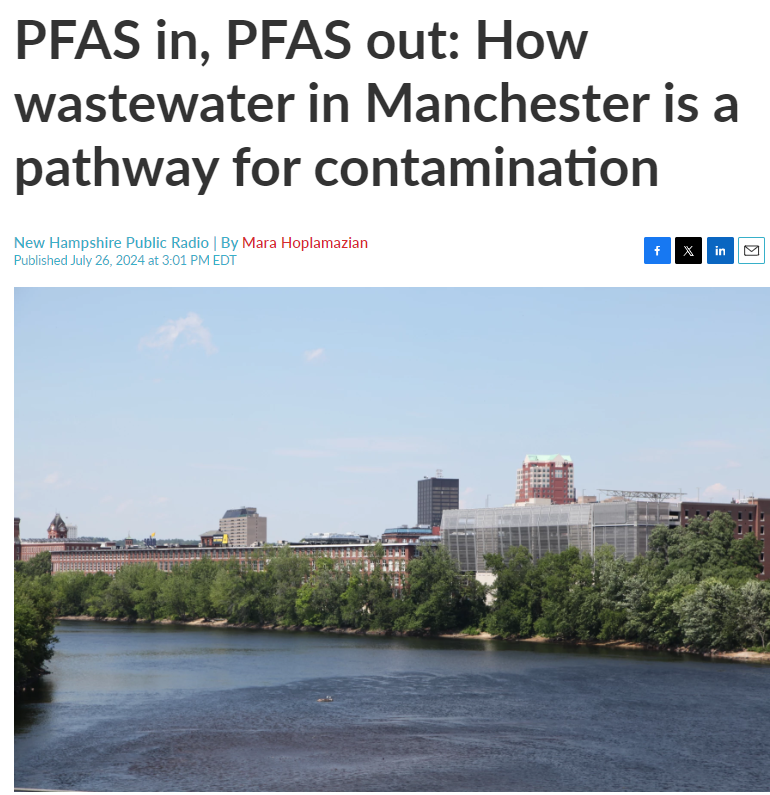 PFAS in, PFAS out: How
wastewater in Manchester is a
pathway for contamination
New Hampshire Public Radio | By Mara Hoplamazian
Published July 26, 2024 at 3:01 PM EDT
f X in